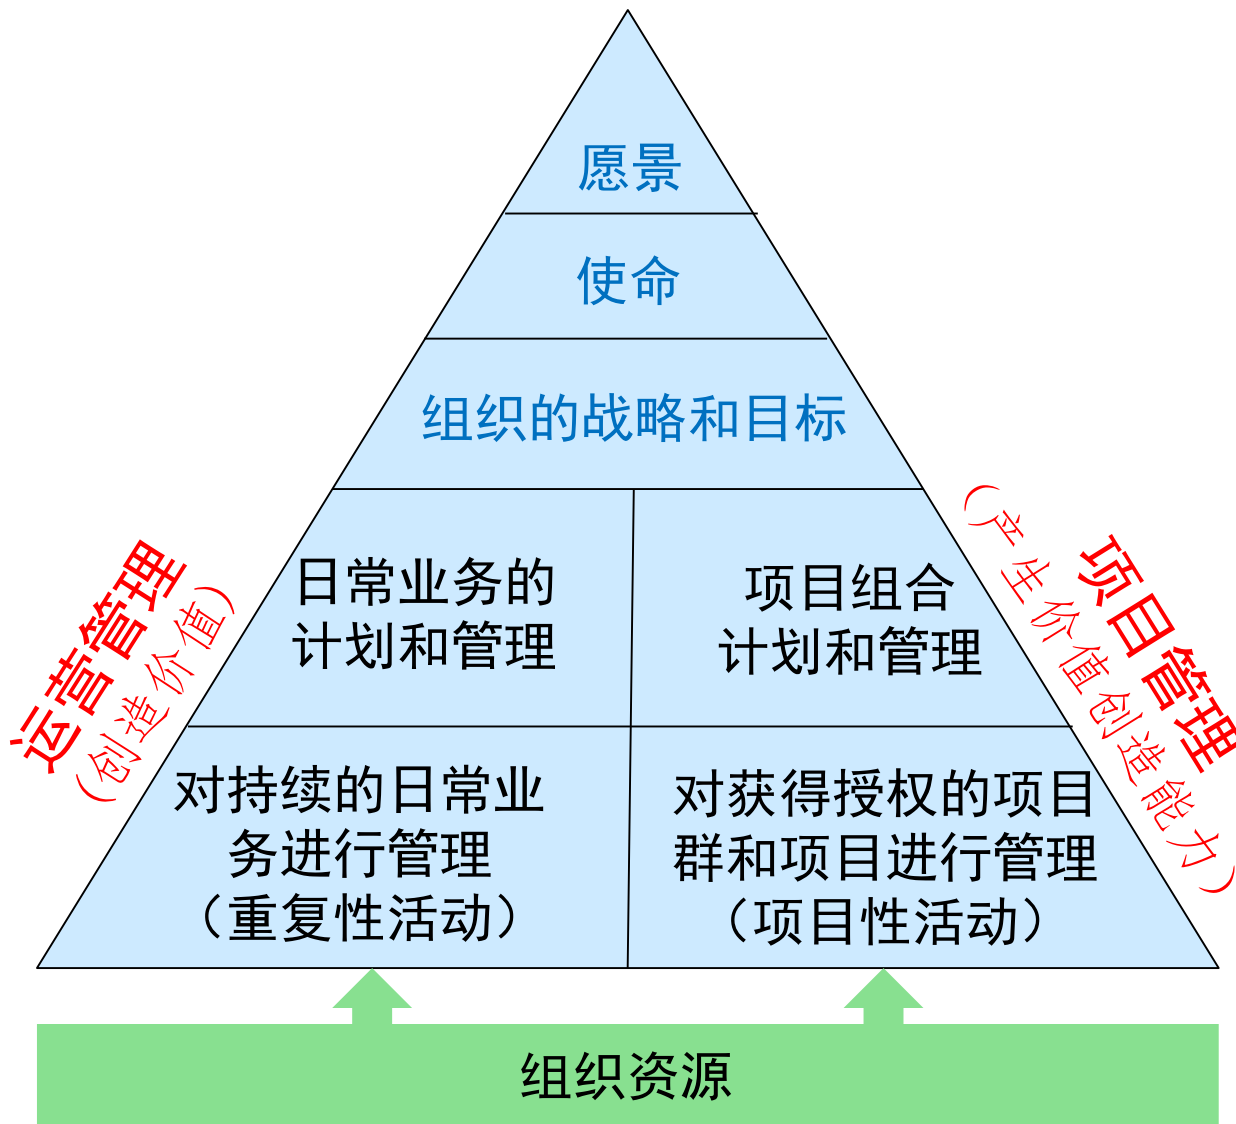 愿景
使命
组织的战略和目标
运营管理
（创造价值）
日常业务的
计划和管理
项目组合
计划和管理
项目管理
（产生价值创造能力）
对持续的日常业
务进行管理
（重复性活动）
对获得授权的项目
群和项目进行管理
（项目性活动）
组织资源